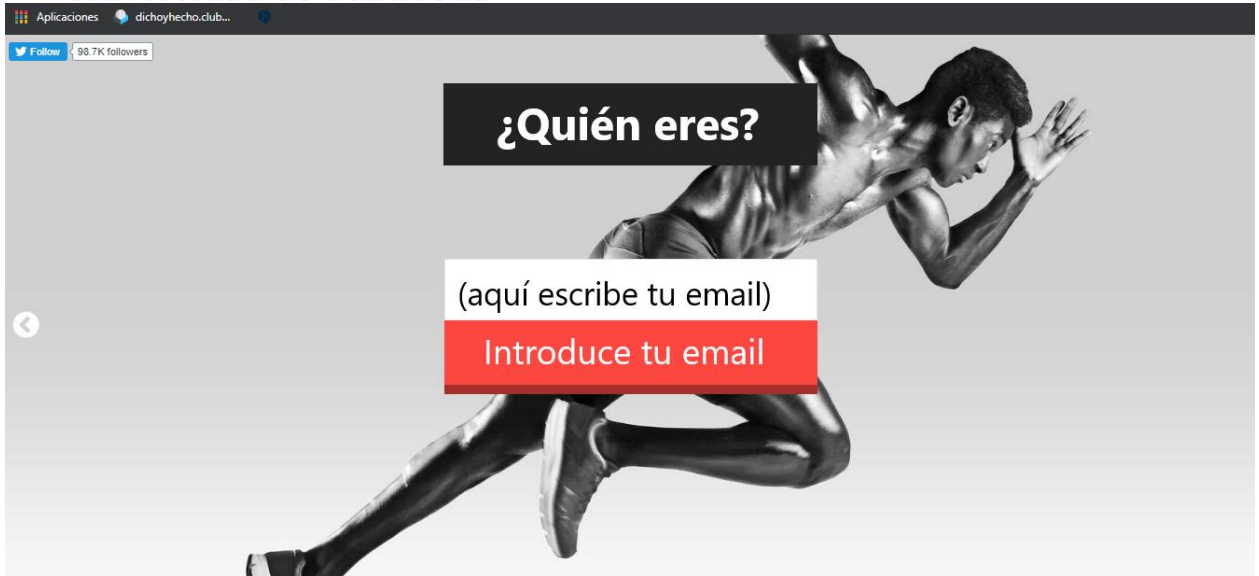 Aplicaciones dichoyhecho.club...
Follow 98.7K followers
¿Quién eres?
(aquí escribe tu email)
Introduce tu email